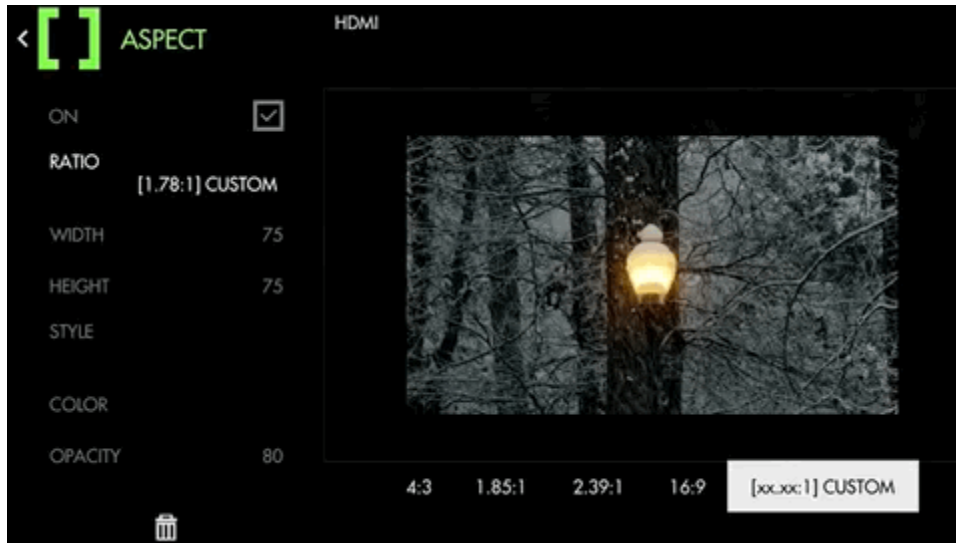 ASPECT
HDMI
ON
RATIO
[1.78:1] CUSTOM
WIDTH 75
HEIGHT 75
STYLE
COLOR
OPACITY 80
4:3 1.85:1 2.39:1 16:9 [xx.xx:1] CUSTOM